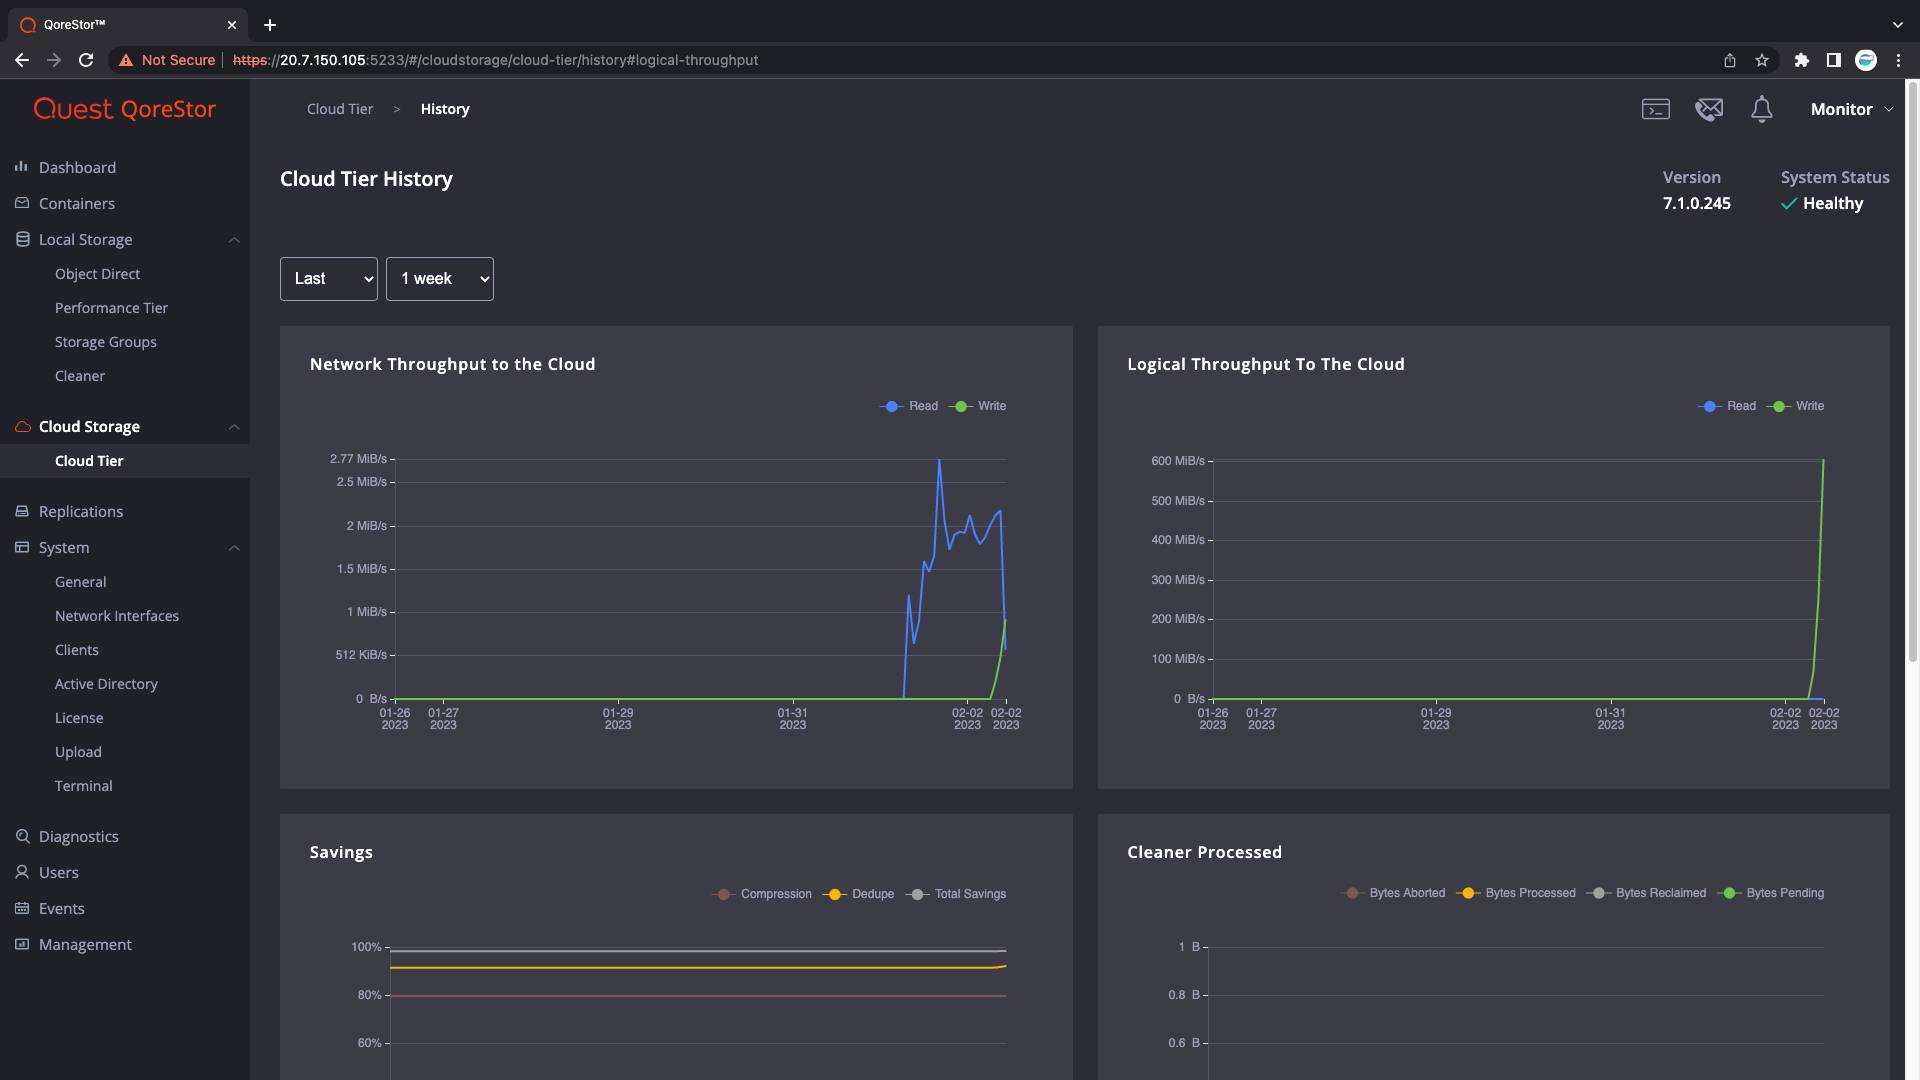 QoreStor™
Not Secure https://20.7.150.105:5233/#/cloudstorage/cloud-tier/history#logical-throughput
Quest QoreStor
Dashboard
Containers
Local Storage
Object Direct
Performance Tier
Storage Groups
Cleaner
Cloud Storage
Cloud Tier
Replications
System
General
Network Interfaces
Clients
Active Directory
License
Upload
Terminal
Diagnostics
Users
Events
Management
Cloud Tier > History
Monitor
Cloud Tier History
Version
7.1.0.245
System Status
Healthy
Last
1 week
Network Throughput to the Cloud
Read Write
2.77 MiB/s
2.5 MiB/s
2 MiB/s
1.5 MiB/s
1 MiB/s
512 KiB/s
0 B/s
01-26 01-27 01-29 01-31 02-02 02-02
2023 2023 2023 2023 2023 2023
Logical Throughput To The Cloud
Read Write
600 MiB/s
500 MiB/s
400 MiB/s
300 MiB/s
200 MiB/s
100 MiB/s
0 B/s
01-26 01-27 01-29 01-31 02-02 02-02
2023 2023 2023 2023 2023 2023
Savings
Compression Dedupe Total Savings
100%
80%
60%
Cleaner Processed
Bytes Aborted Bytes Processed Bytes Reclaimed Bytes Pending
1 B
0.8 B
0.6 B